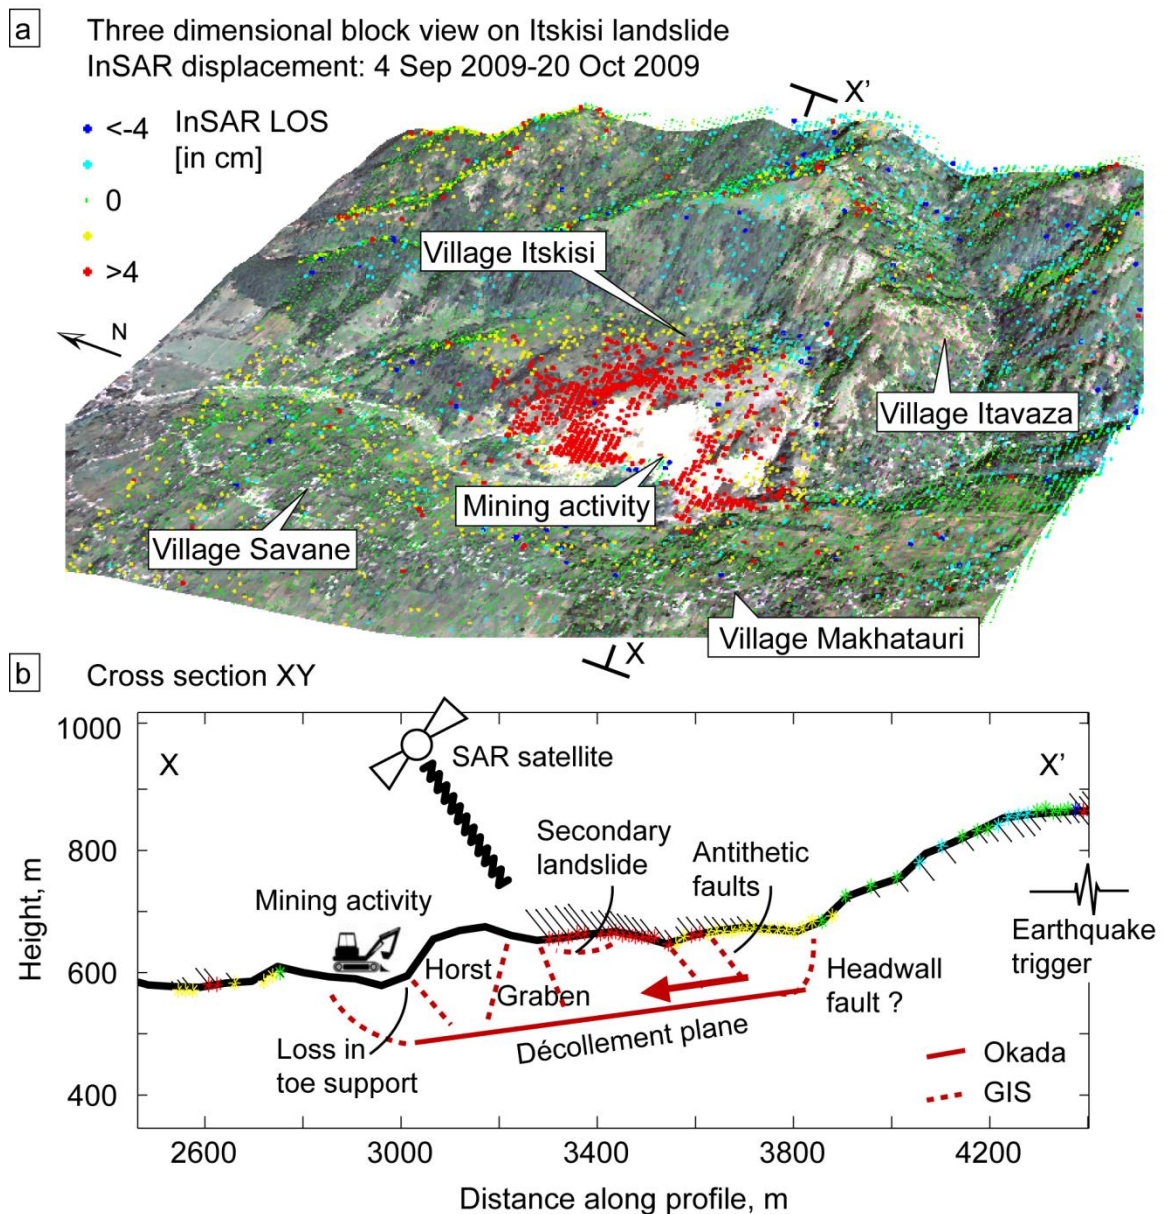 a
Three dimensional block view on Itskisi landslide
InSAR displacement: 4 Sep 2009-20 Oct 2009
X'
<-4
InSAR LOS
[in cm]
0
>4
N
Village Itskisi
Village Itavaza
Mining activity
Village Savane
Village Makhatauri
X
b
Cross section XY
1000
800
600
400
Height, m
X
X'
SAR satellite
Secondary
landslide
Antithetic
faults
Mining activity
Earthquake
trigger
Horst
Graben
Headwall
fault ?
Décollement plane
Loss in
toe support
Okada
GIS
2600
3000
3400
3800
4200
Distance along profile, m